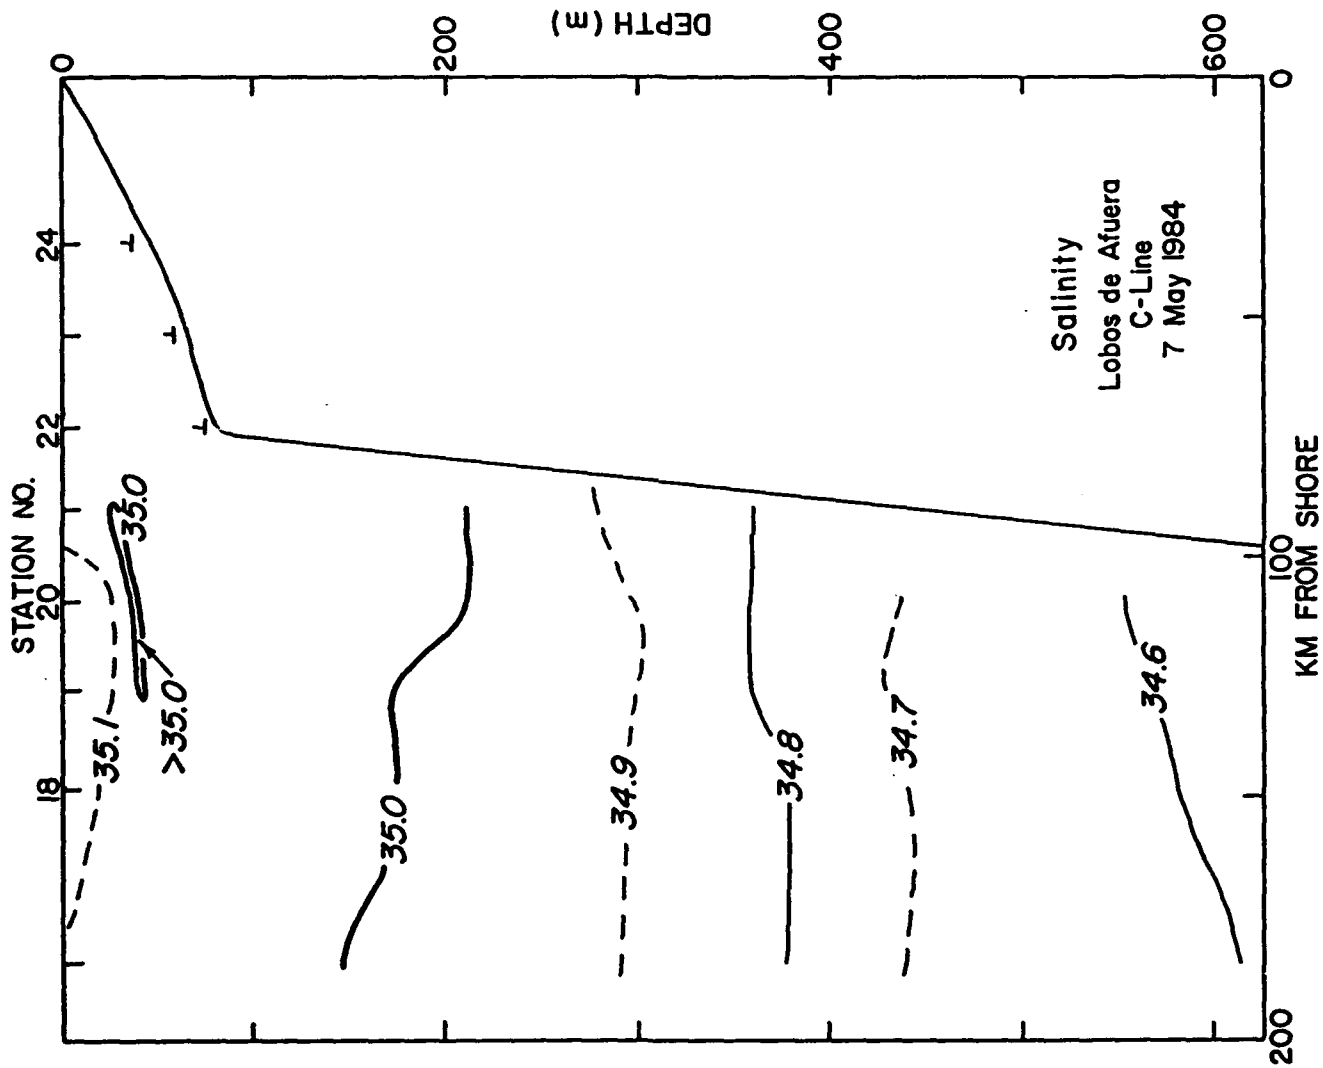 STATION NO.
18
20
22
24
0
200
400
600
DEPTH (m)
35.1
35.0
>35.0
35.0
34.9
34.8
34.7
34.6
Salinity
Lobos de Afuera
C-Line
7 May 1984
200
100
0
KM FROM SHORE